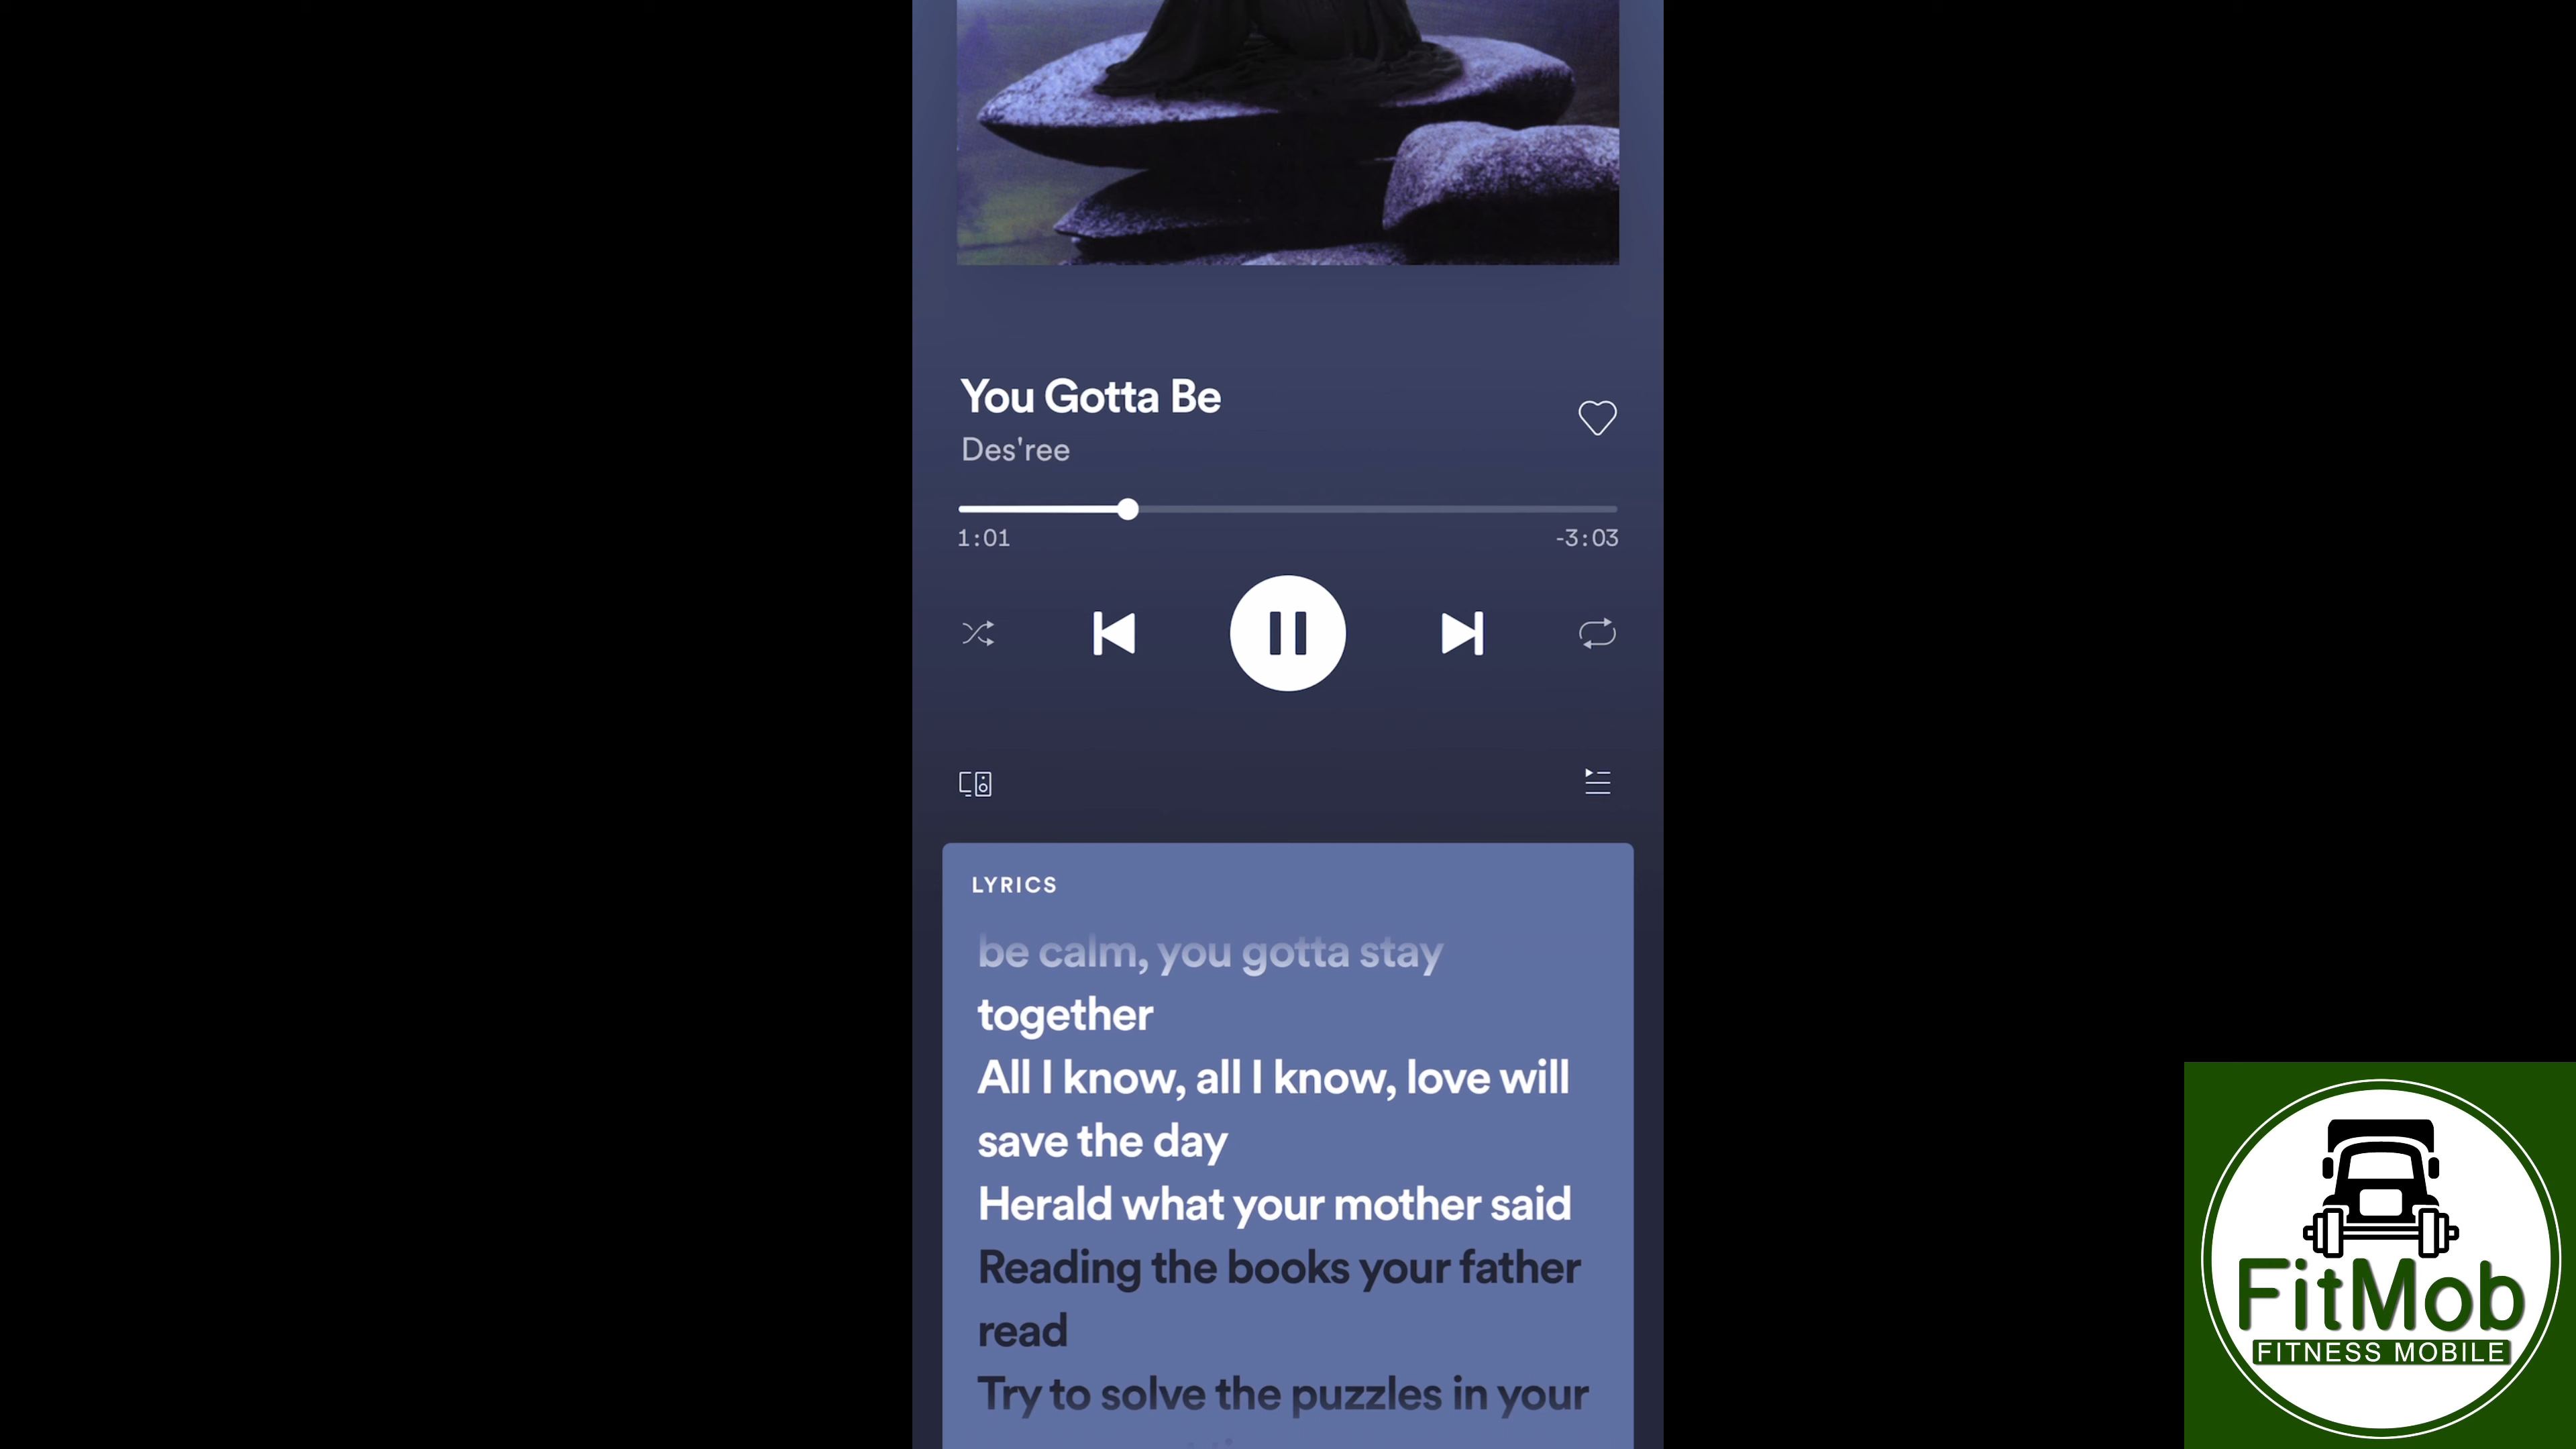 You Gotta Be
Des'ree
1:01
-3:03
LYRICS
be calm, you gotta stay
together
All I know, all I know, love will
save the day
Herald what your mother said
Reading the books your father
read
Try to solve the puzzles in your
FitMob
FITNESS MOBILE